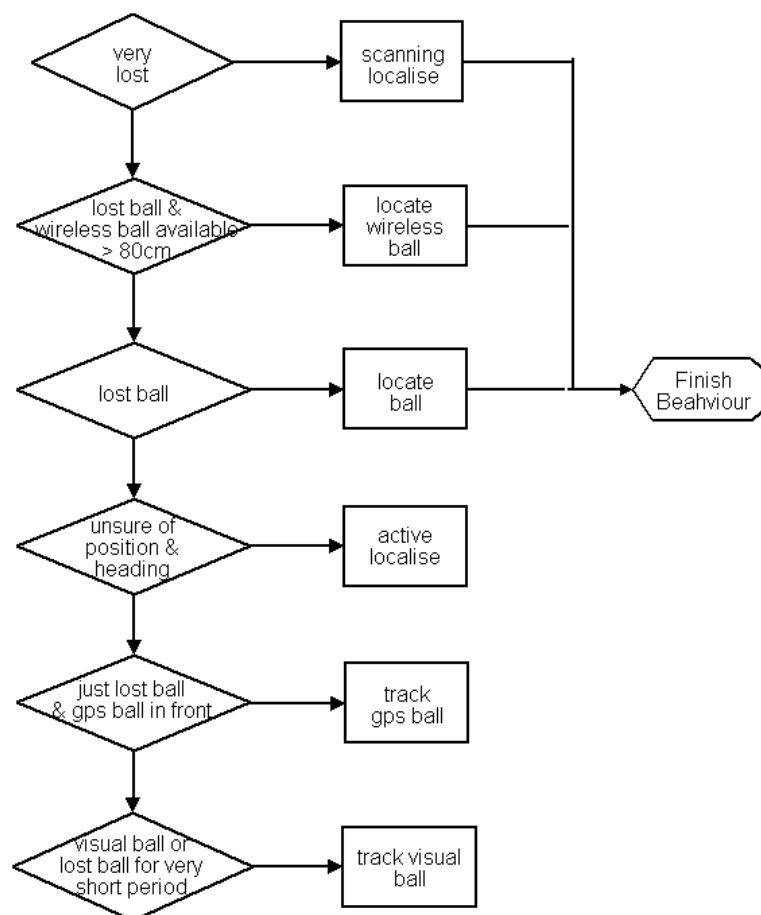 very
lost
scanning
localise
lost ball &
wireless ball available
> 80cm
locate
wireless
ball
lost ball
locate
ball
Finish
Beahviour
unsure of
position &
heading
active
localise
just lost ball
& gps ball in front
track
gps ball
visual ball or
lost ball for very
short period
track visual
ball